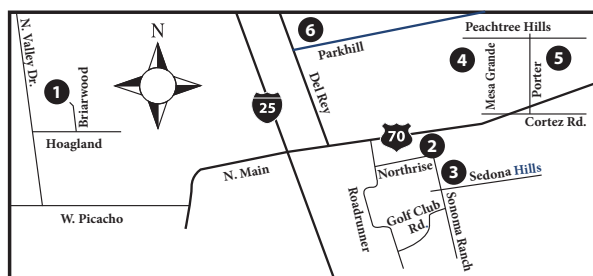 N. Valley Dr.
N
6
Parkhill
Del Rey
Peachtree Hills
4
Mesa Grande
Porter
5
Cortez Rd.
1
Briarwood
Hoagland
25
70
2
N. Main
Northrise
3
Sedona Hills
Roadrunner
Golf Club
Rd.
Sonoma Ranch
W. Picacho